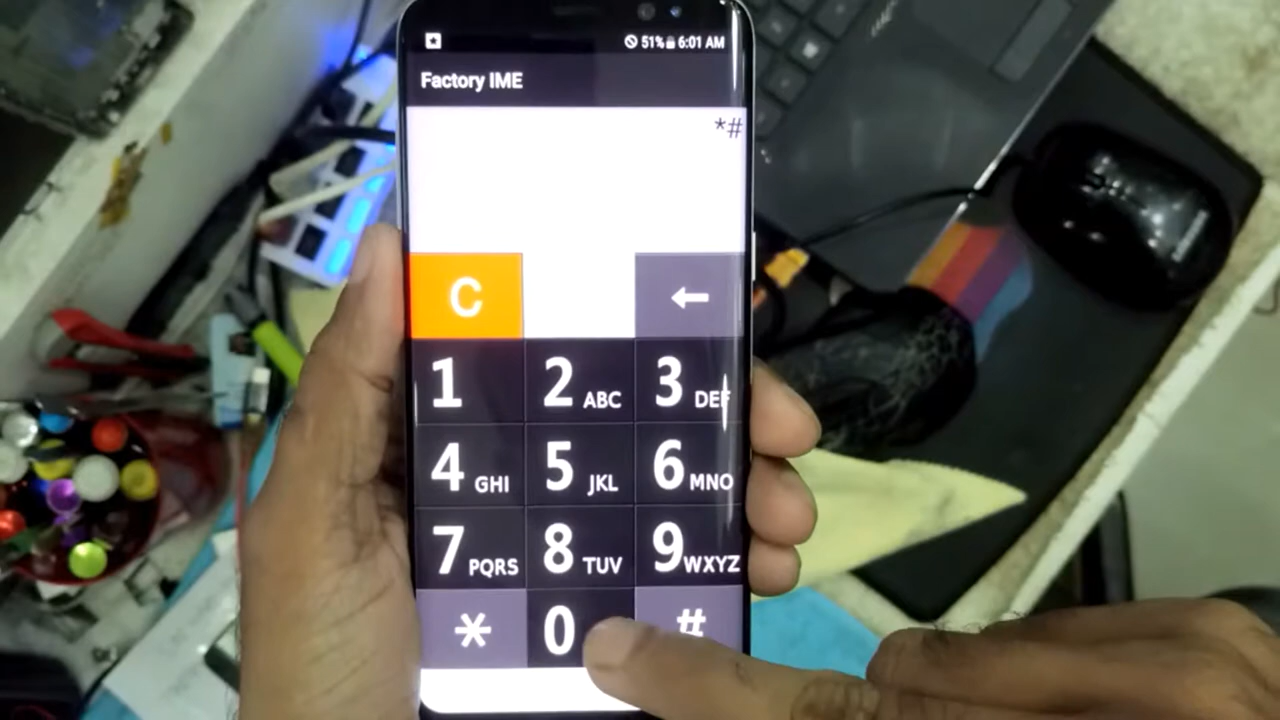 51% 6:01 AM
Factory IME
*#
C
1 2 ABC 3 DEF
4 GHI 5 JKL 6 MNO
7 PQRS 8 TUV 9 WXYZ
* 0 #